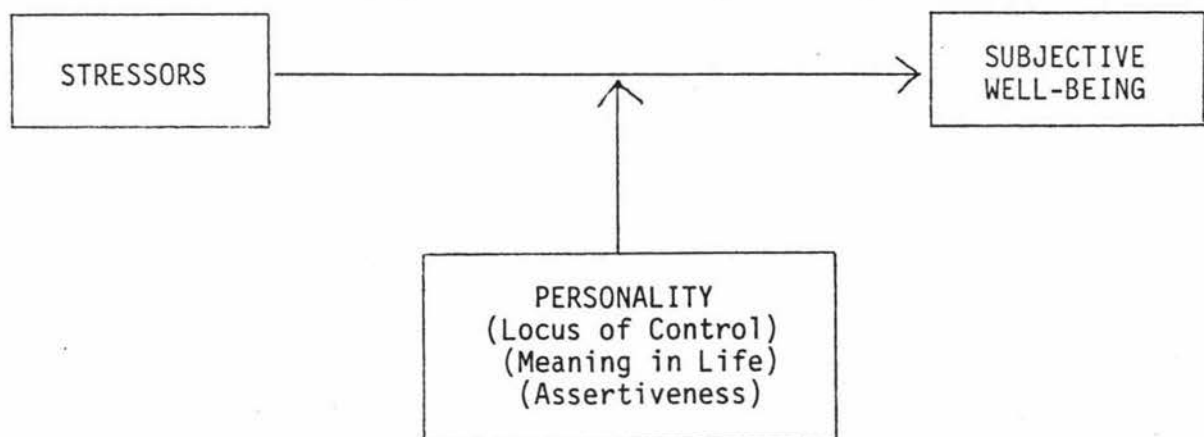 STRESSORS
SUBJECTIVE
WELL-BEING
PERSONALITY
(Locus of Control)
(Meaning in Life)
(Assertiveness)